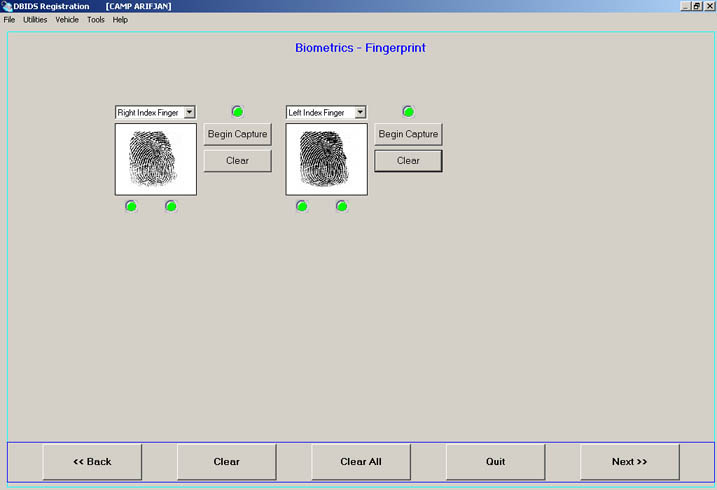 DBIDS Registration [CAMP ARIFJAN]
File Utilities Vehicle Tools Help
Biometrics - Fingerprint
Right Index Finger
Left Index Finger
Begin Capture
Begin Capture
Clear
Clear
<< Back
Clear
Clear All
Quit
Next >>